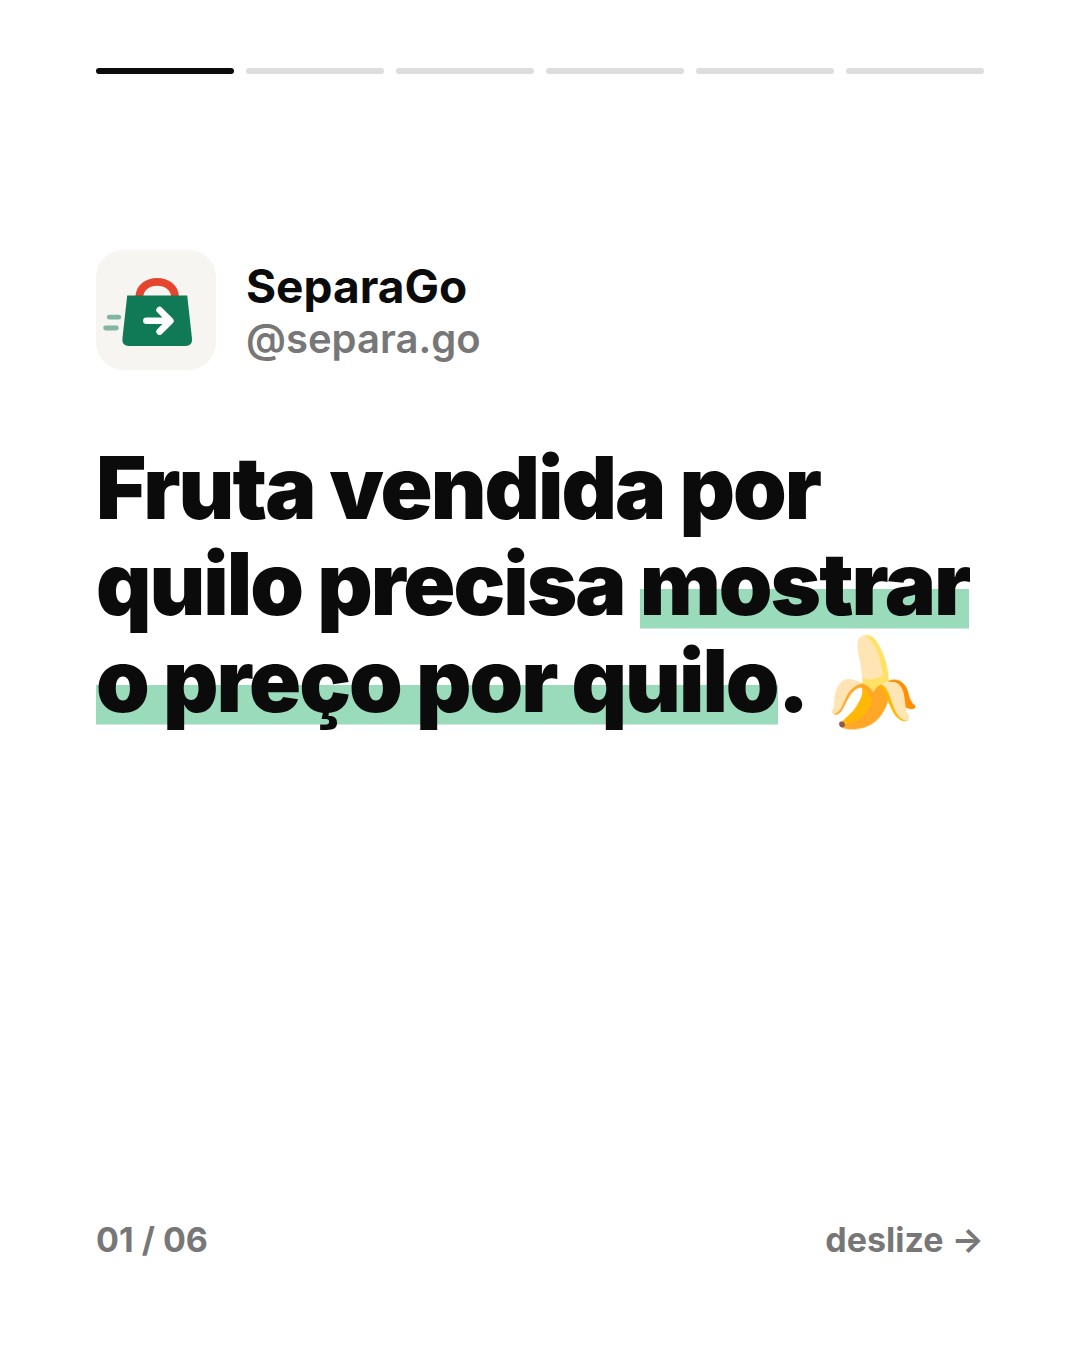 SeparaGo
@separa.go
Fruta vendida por
quilo precisa mostrar
o preço por quilo. 🍌
01 / 06
deslize →